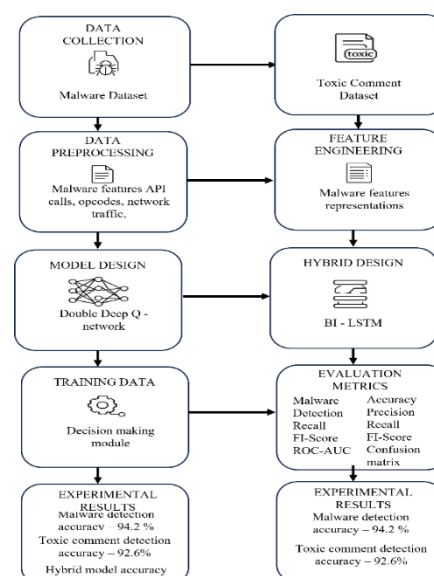 DATA
COLLECTION
Malware Dataset
toxic
Toxic Comment
Dataset
DATA
PREPROCESSING
Malware features API
calls, opcodes, network
traffic,
FEATURE
ENGINEERING
Malware features
representations
MODEL DESIGN
Double Deep Q -
network
HYBRID DESIGN
BI - LSTM
TRAINING DATA
Decision making
module
EVALUATION
METRICS
Malware
Detection
Recall
FI-Score
ROC-AUC
Accuracy
Precision
Recall
FI-Score
Confusion
matrix
EXPERIMENTAL
RESULTS
Malware detection
accuracy – 94.2 %
Toxic comment detection
accuracy – 92.6%
Hybrid model accuracy
EXPERIMENTAL
RESULTS
Malware detection
accuracy – 94.2 %
Toxic comment detection
accuracy – 92.6%